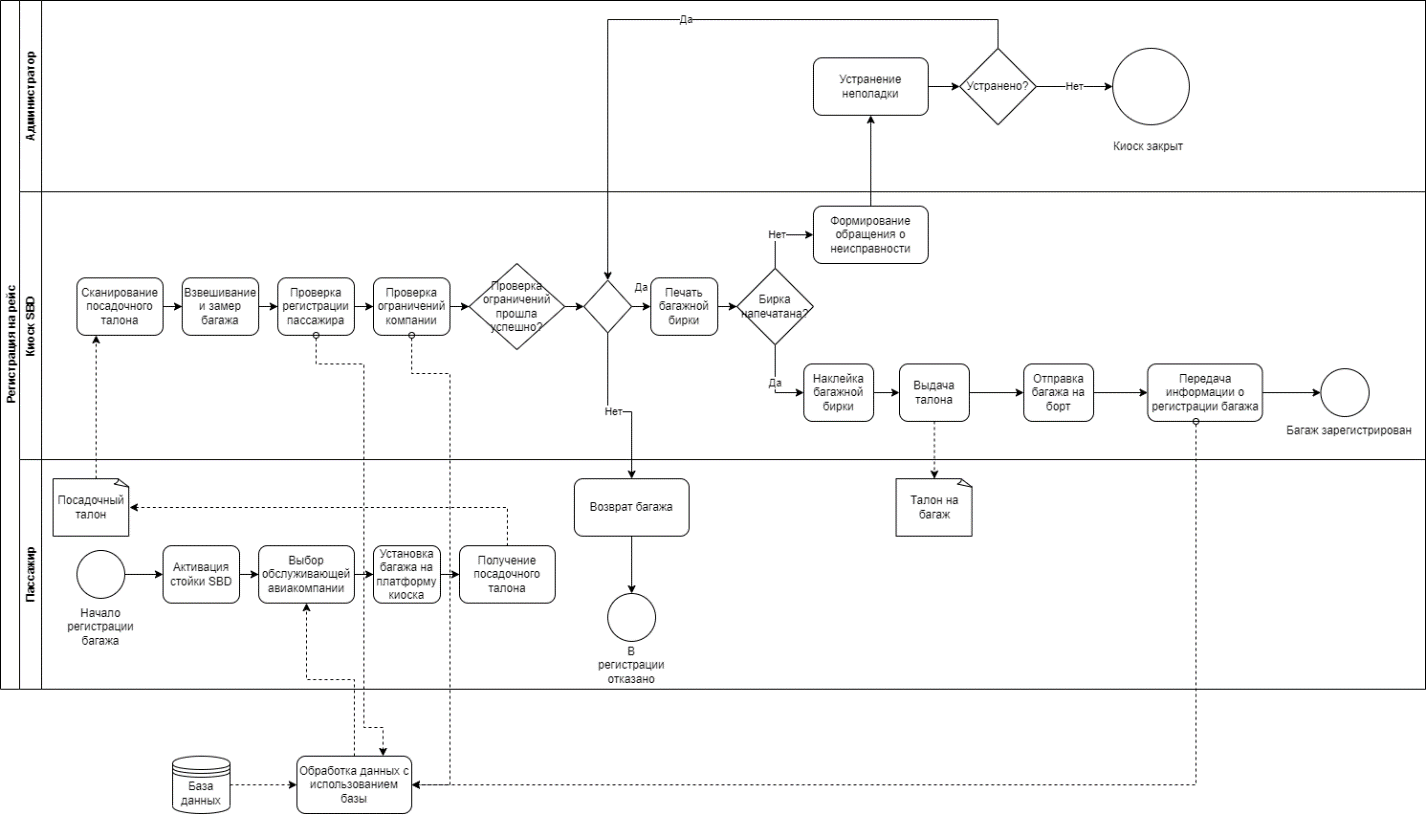 Регистрация на рейс
Администратор
Да
Устранение
неполадки
Устранено?
Нет
Киоск закрыт
Киоск SBD
Сканирование
посадочного
талона
Взвешивание
и замер
багажа
Проверка
регистрации
пассажира
Проверка
ограничений
компании
Проверка
ограничений
прошла
успешно?
Да
Печать
багажной
бирки
Бирка
напечатана?
Нет
Формирование
обращения о
неисправности
Да
Наклейка
багажной
бирки
Выдача
талона
Отправка
багажа на
борт
Передача
информации о
регистрации багажа
Багаж зарегистрирован
Нет
Пассажир
Посадочный
талон
Начало
регистрации
багажа
Активация
стойки SBD
Выбор
обслуживающей
авиакомпании
Установка
багажа на
платформу
киоска
Получение
посадочного
талона
Возврат багажа
В
регистрации
отказано
Талон на
багаж
База
данных
Обработка данных с
использованием
базы